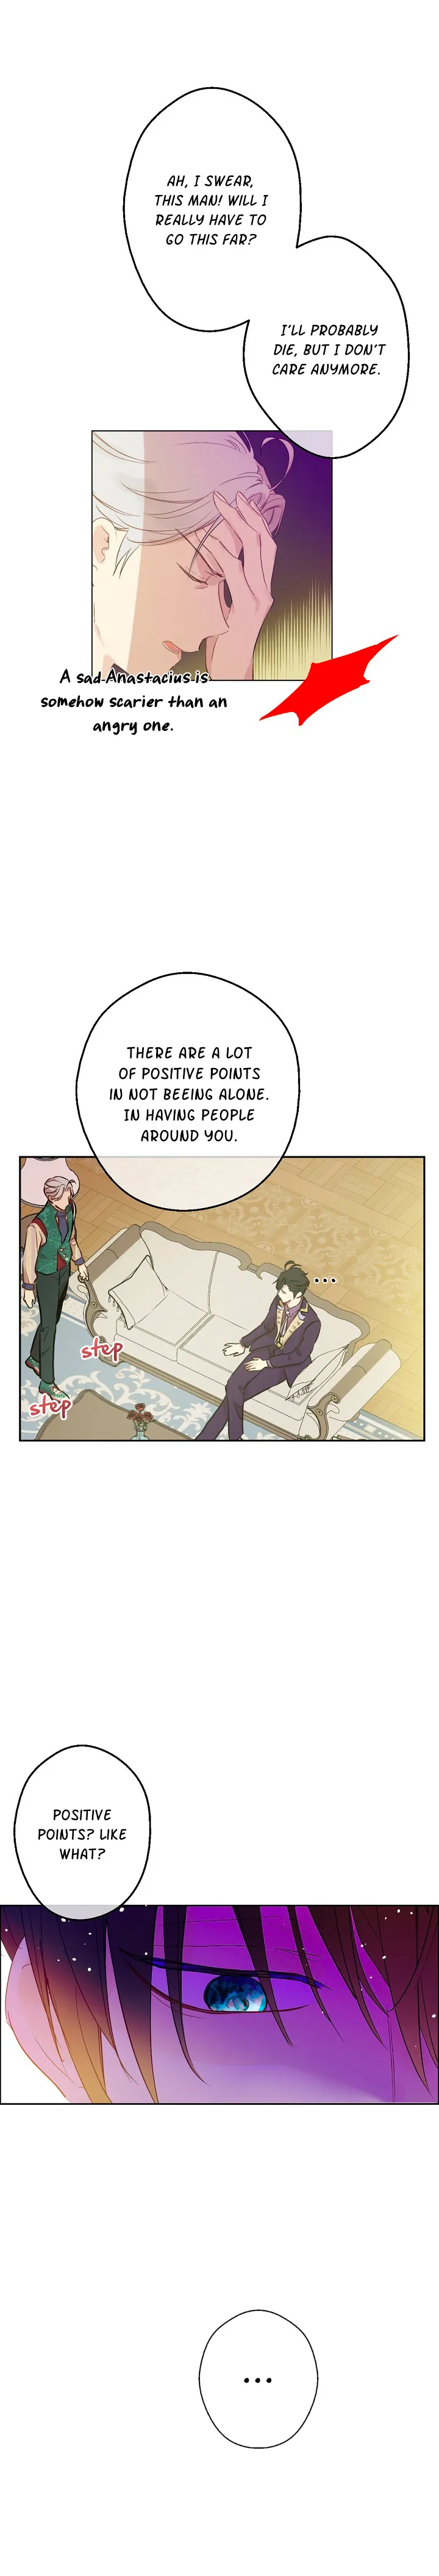 AH, I SWEAR,
THIS MAN! WILL I
REALLY HAVE TO
GO THIS FAR?
I'LL PROBABLY
DIE, BUT I DON'T
CARE ANYMORE.
A sad Anastacius is
somehow scarier than an
angry one.
THERE ARE A LOT
OF POSITIVE POINTS
IN NOT BEEING ALONE.
IN HAVING PEOPLE
AROUND YOU.
...
step
step
POSITIVE
POINTS? LIKE
WHAT?
...